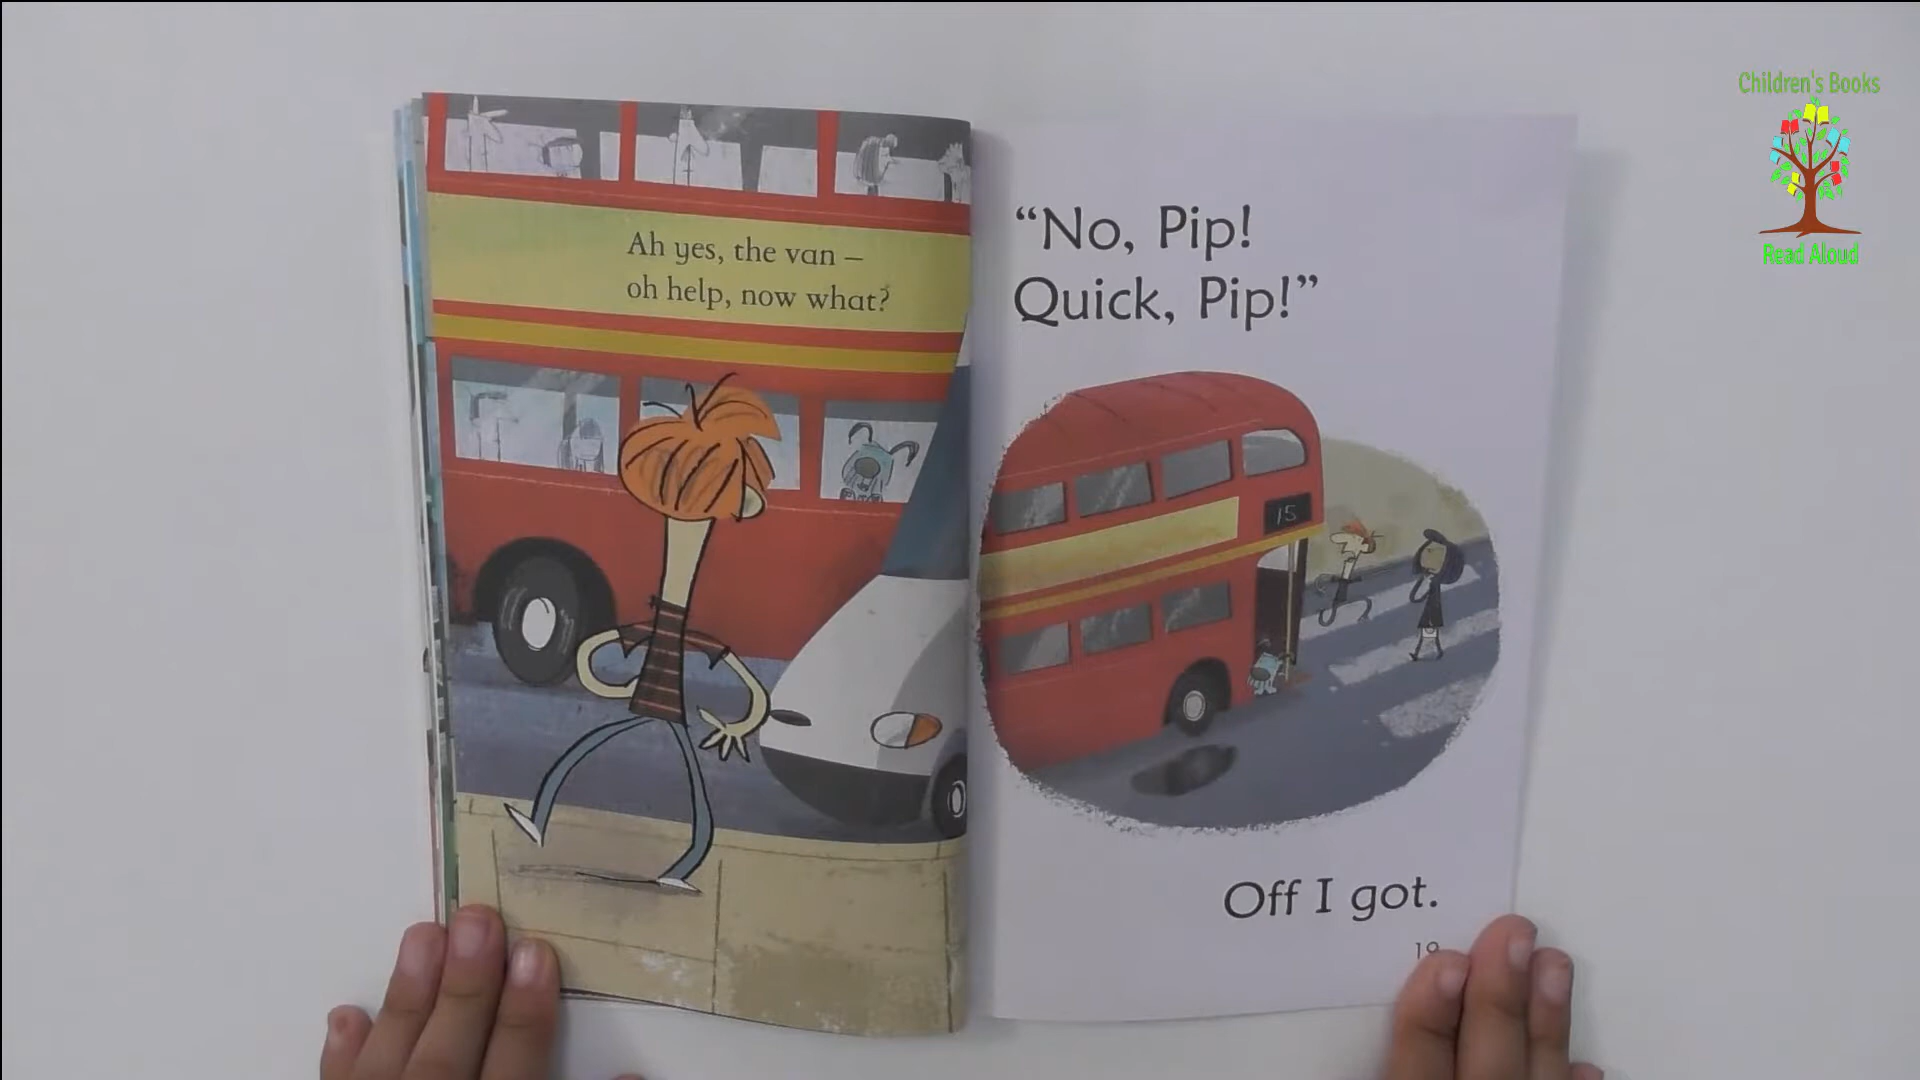 Ah yes, the van –
oh help, now what?
“No, Pip!
Quick, Pip!”
15
Off I got.
19
Children's Books
Read Aloud